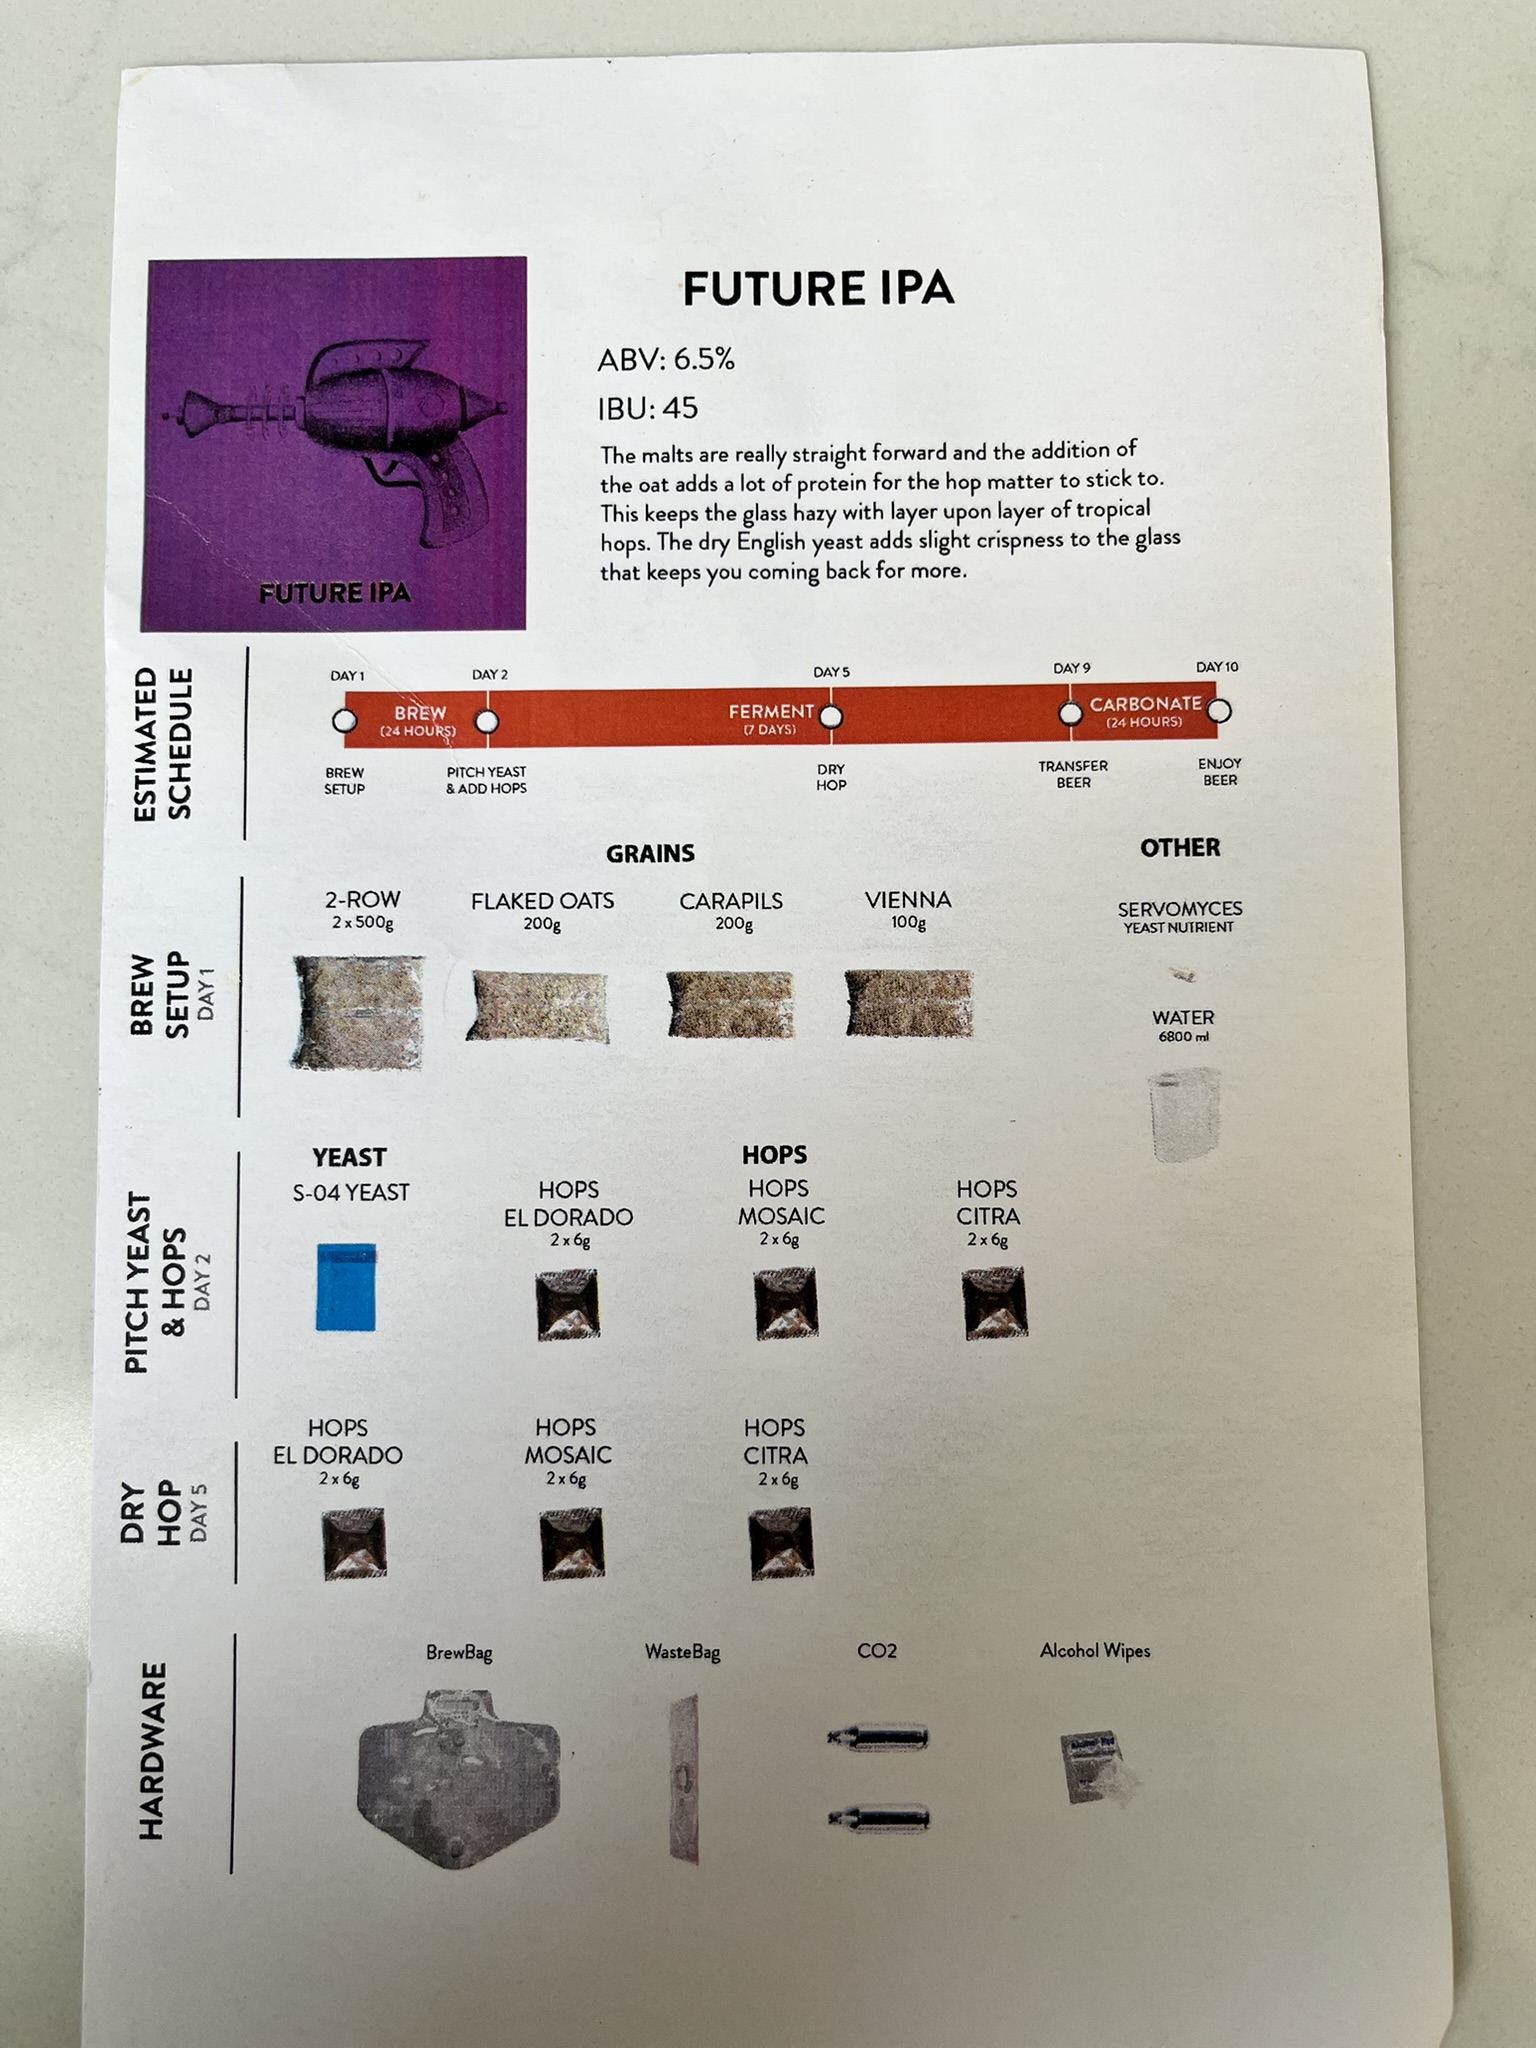 FUTURE IPA
FUTURE IPA
ABV: 6.5%
IBU: 45
The malts are really straight forward and the addition of
the oat adds a lot of protein for the hop matter to stick to.
This keeps the glass hazy with layer upon layer of tropical
hops. The dry English yeast adds slight crispness to the glass
that keeps you coming back for more.
ESTIMATED
SCHEDULE
DAY 1
DAY 2
DAY 5
DAY 9
DAY 10
BREW
(24 HOURS)
FERMENT
(7 DAYS)
CARBONATE
(24 HOURS)
BREW
SETUP
PITCH YEAST
& ADD HOPS
DRY
HOP
TRANSFER
BEER
ENJOY
BEER
BREW
SETUP
DAY 1
GRAINS
2-ROW
2 x 500g
FLAKED OATS
200g
CARAPILS
200g
VIENNA
100g
OTHER
SERVOMYCES
YEAST NUTRIENT
WATER
6800 ml
PITCH YEAST
& HOPS
DAY 2
YEAST
S-04 YEAST
HOPS
HOPS
EL DORADO
2 x 6g
HOPS
MOSAIC
2 x 6g
HOPS
CITRA
2 x 6g
DRY
HOP
DAY 5
HOPS
EL DORADO
2 x 6g
HOPS
MOSAIC
2 x 6g
HOPS
CITRA
2 x 6g
HARDWARE
BrewBag
WasteBag
CO2
Alcohol Wipes